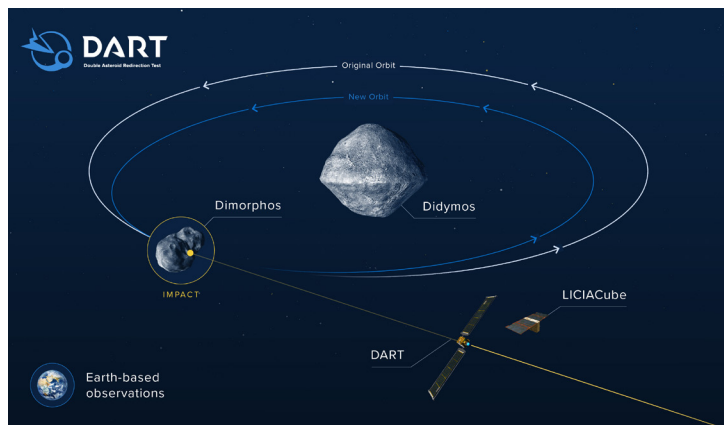 DART
Double Asteroid Redirection Test
Original Orbit
New Orbit
Dimorphos
Didymos
IMPACT
LICIACube
DART
Earth-based
observations